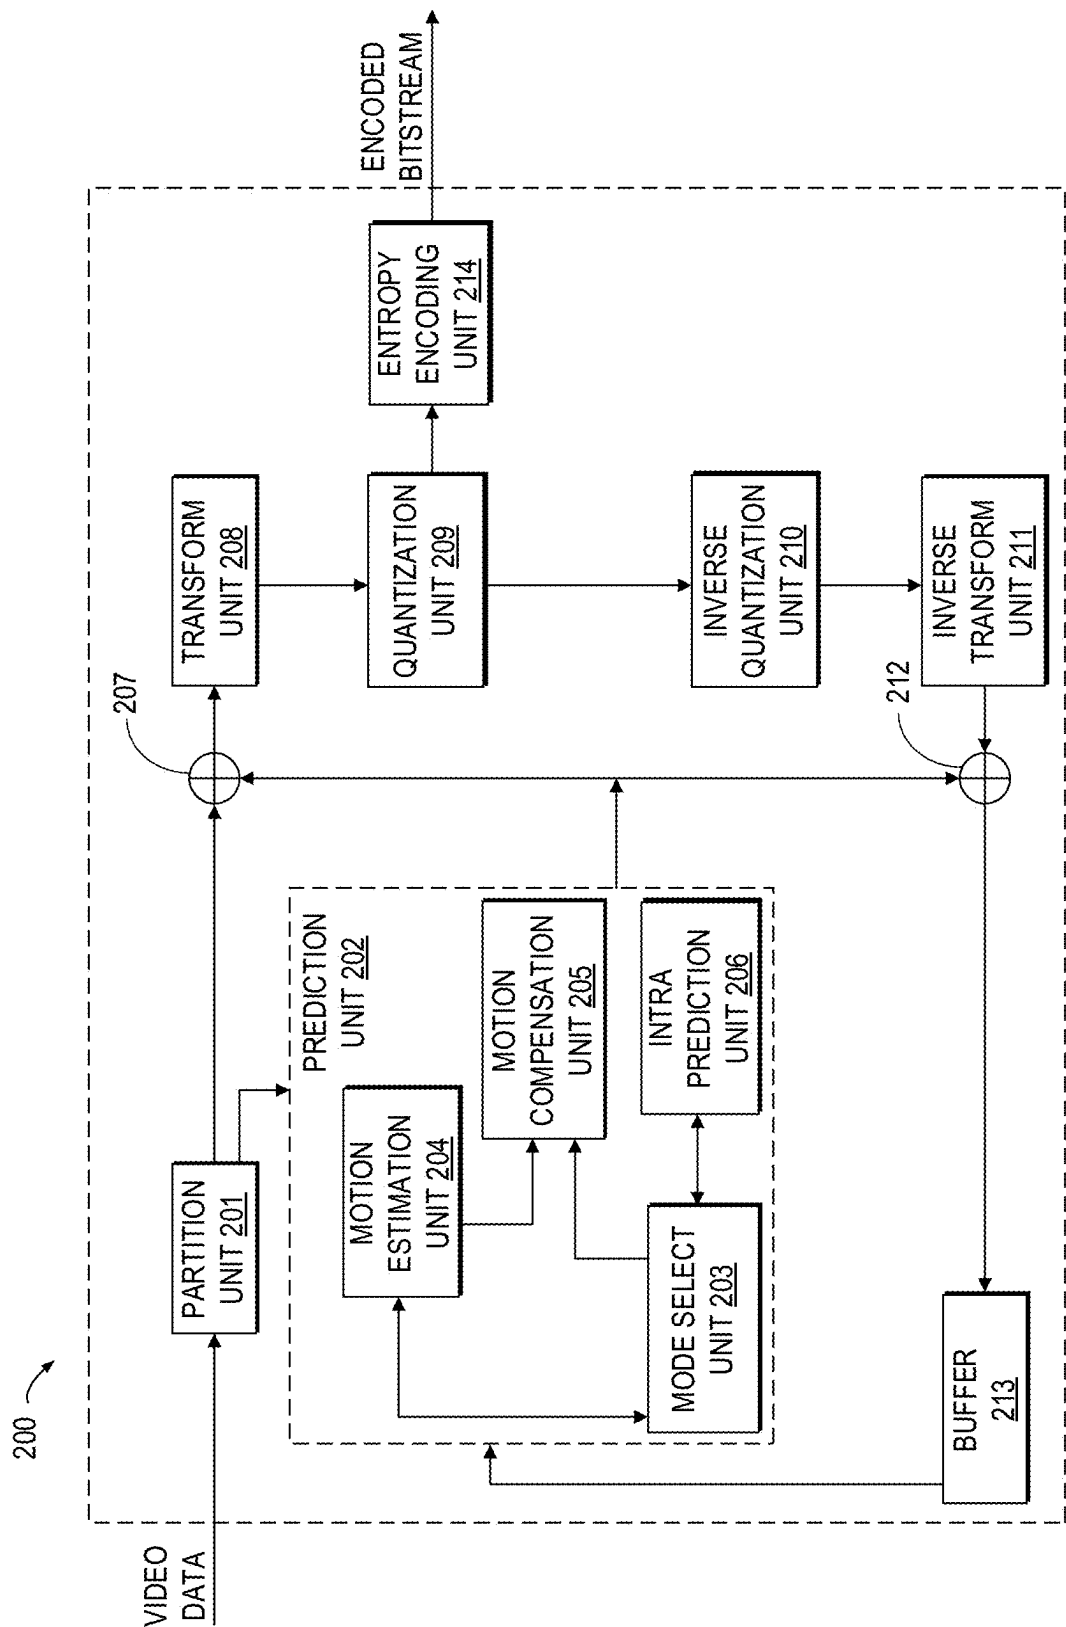 200
VIDEO
DATA
PARTITION
UNIT 201
207
TRANSFORM
UNIT 208
PREDICTION
UNIT 202
MOTION
ESTIMATION
UNIT 204
MOTION
COMPENSATION
UNIT 205
MODE SELECT
UNIT 203
INTRA
PREDICTION
UNIT 206
QUANTIZATION
UNIT 209
ENTROPY
ENCODING
UNIT 214
ENCODED
BITSTREAM
INVERSE
QUANTIZATION
UNIT 210
INVERSE
TRANSFORM
UNIT 211
212
BUFFER
213